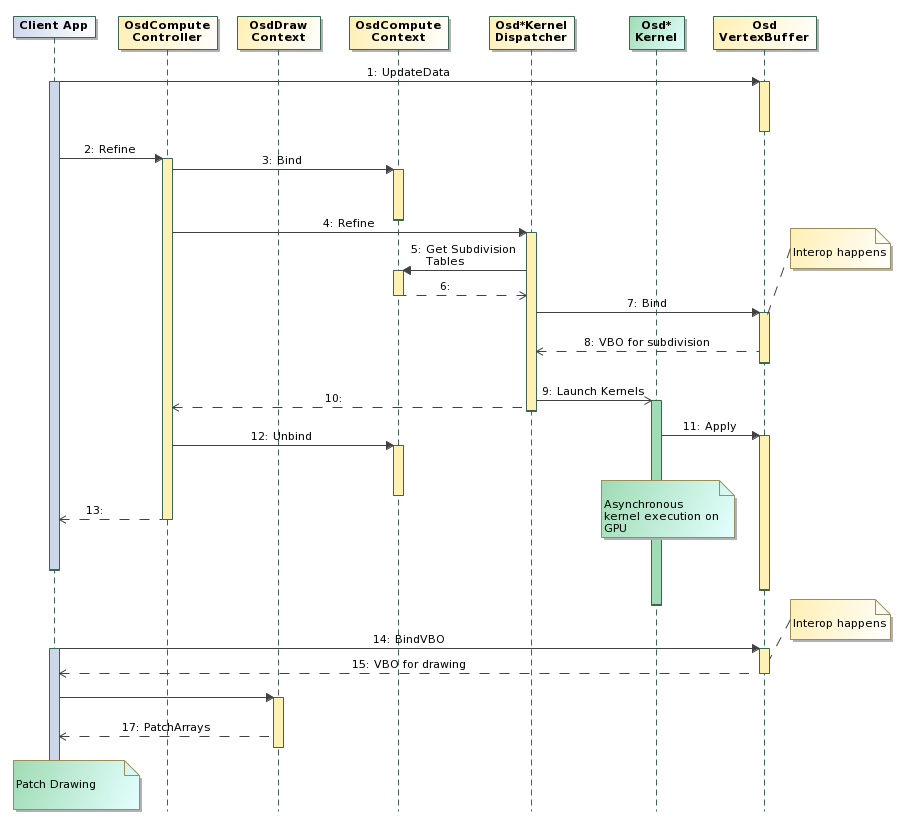 Client App
OsdCompute
Controller
OsdDraw
Context
OsdCompute
Context
Osd*Kernel
Dispatcher
Osd*
Kernel
Osd
VertexBuffer
1: UpdateData
2: Refine
3: Bind
4: Refine
Interop happens
5: Get Subdivision
Tables
6:
7: Bind
8: VBO for subdivision
9: Launch Kernels
10:
11: Apply
12: Unbind
Asynchronous
kernel execution on
GPU
13:
Interop happens
14: BindVBO
15: VBO for drawing
17: PatchArrays
Patch Drawing